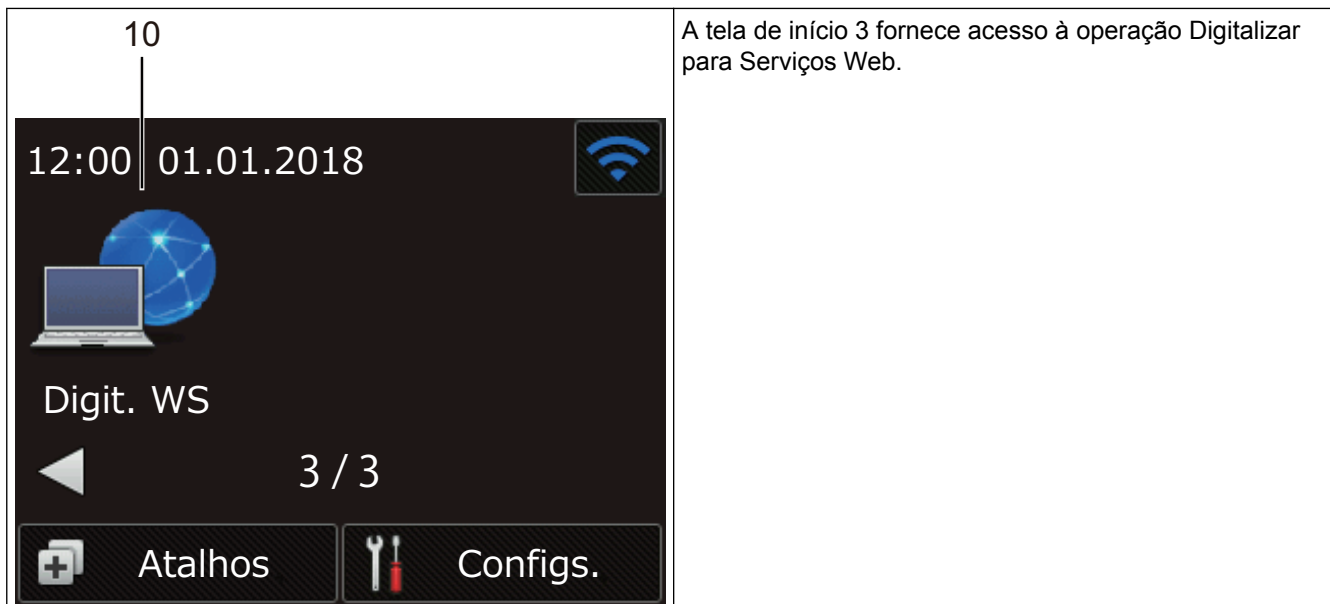 10
A tela de início 3 fornece acesso à operação Digitalizar
para Serviços Web.
12:00 01.01.2018
Digit. WS
3 / 3
Atalhos
Configs.